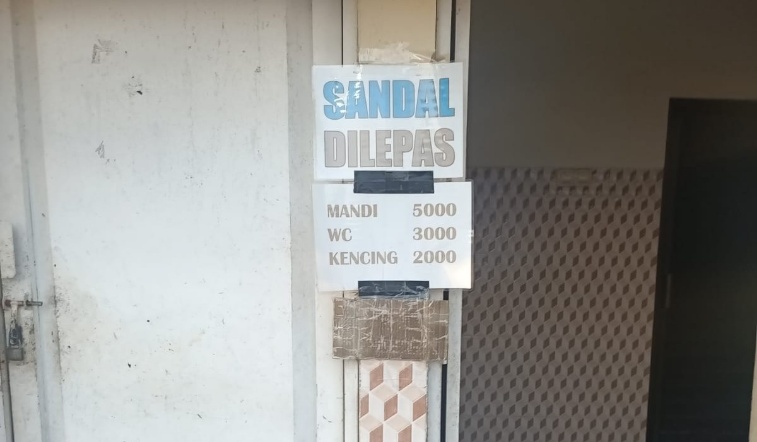 SANDAL
DILEPAS
MANDI 5000
WC 3000
KENCING 2000